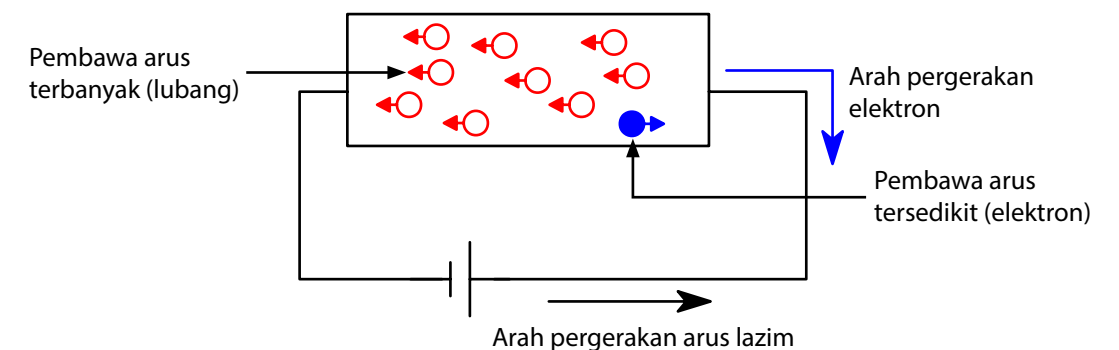 Pembawa arus
terbanyak (lubang)
Arah pergerakan
elektron
Pembawa arus
tersedikit (elektron)
Arah pergerakan arus lazim